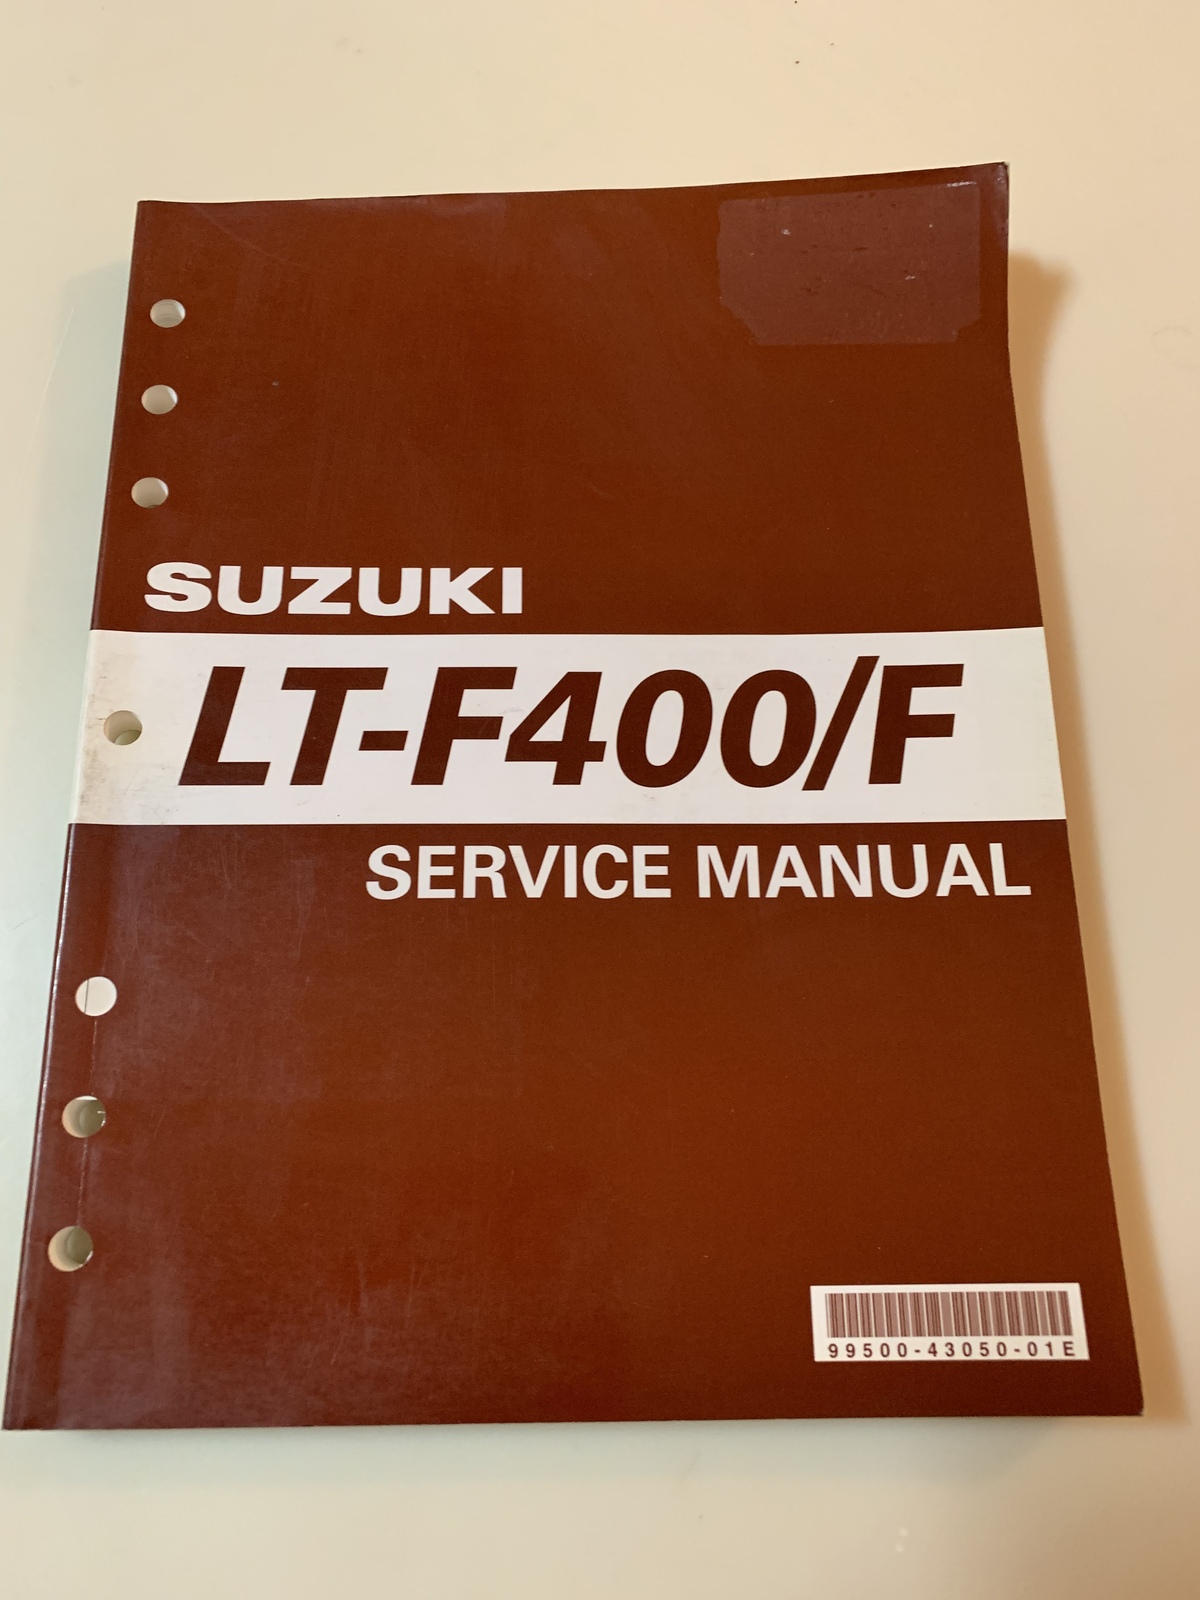 SUZUKI
LT-F400/F
SERVICE MANUAL
99500-43050-01E